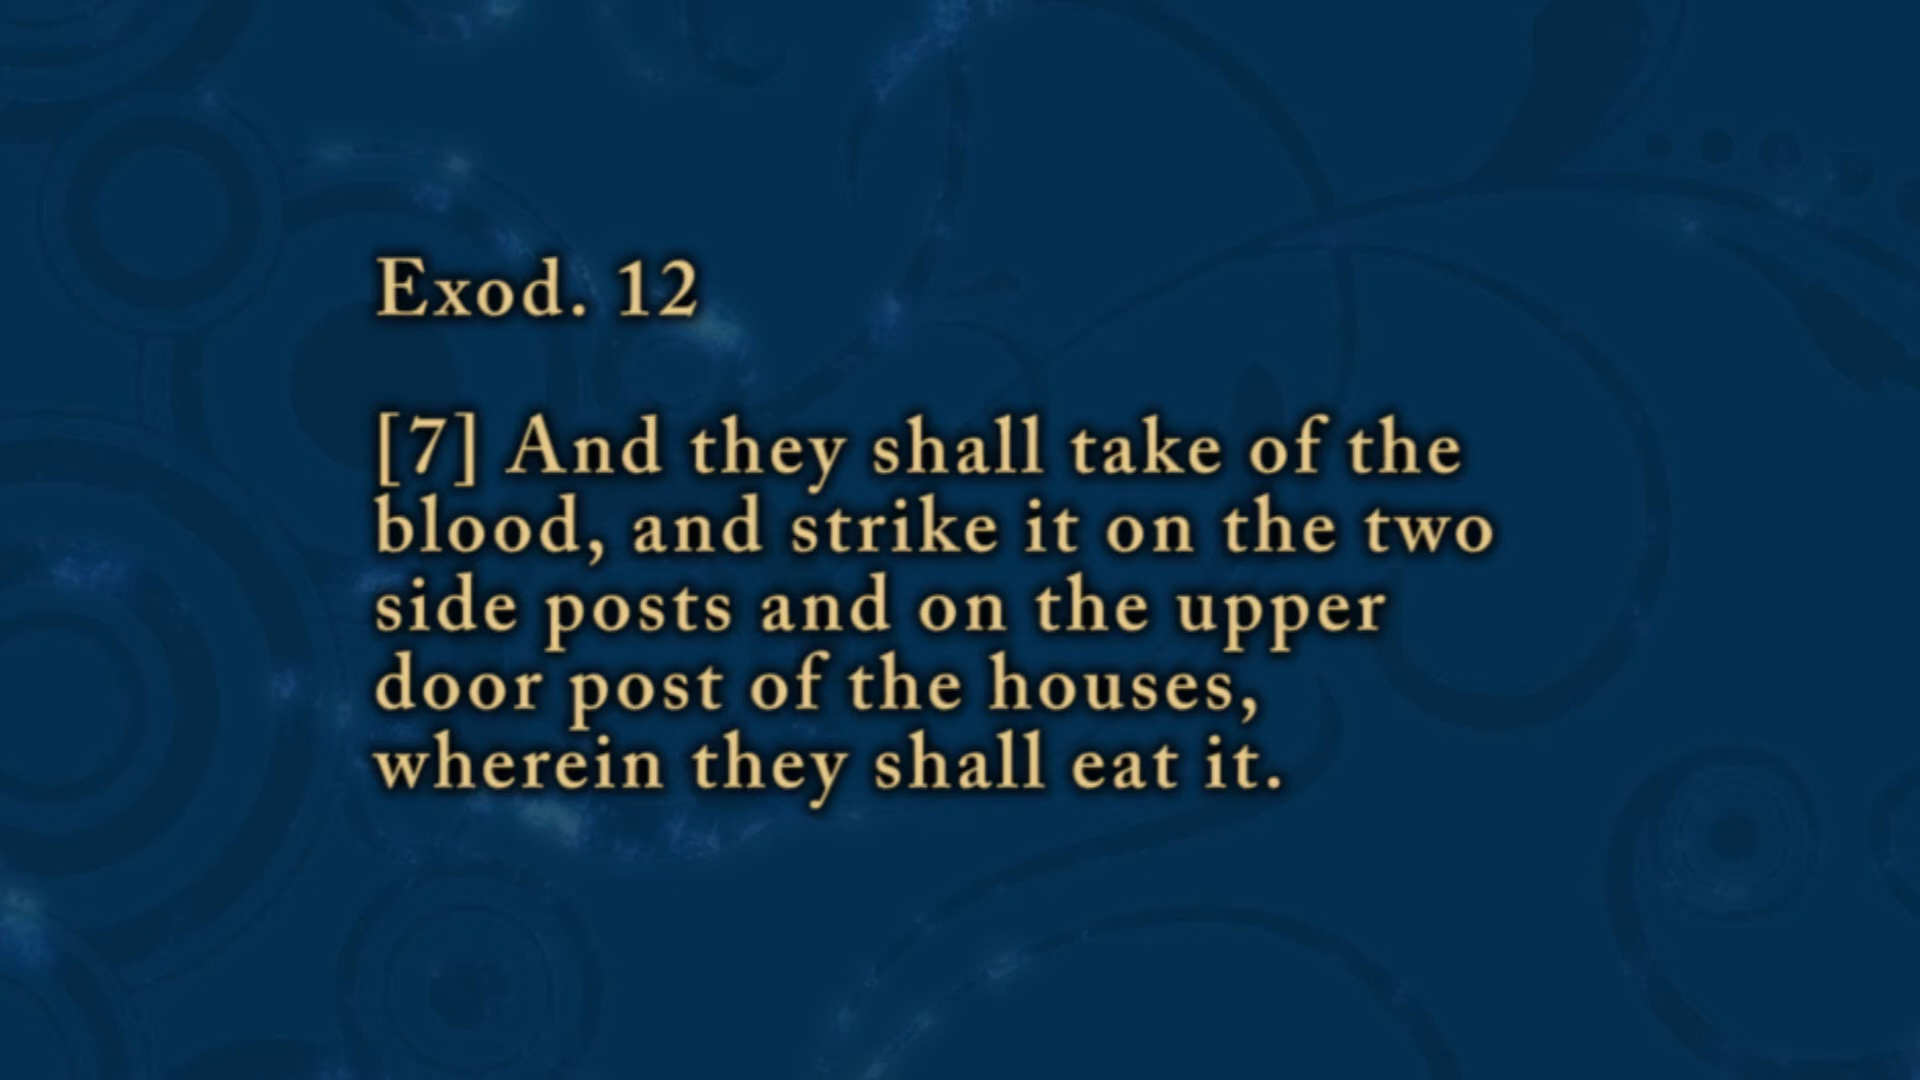 Exod. 12
[7] And they shall take of the
blood, and strike it on the two
side posts and on the upper
door post of the houses,
wherein they shall eat it.